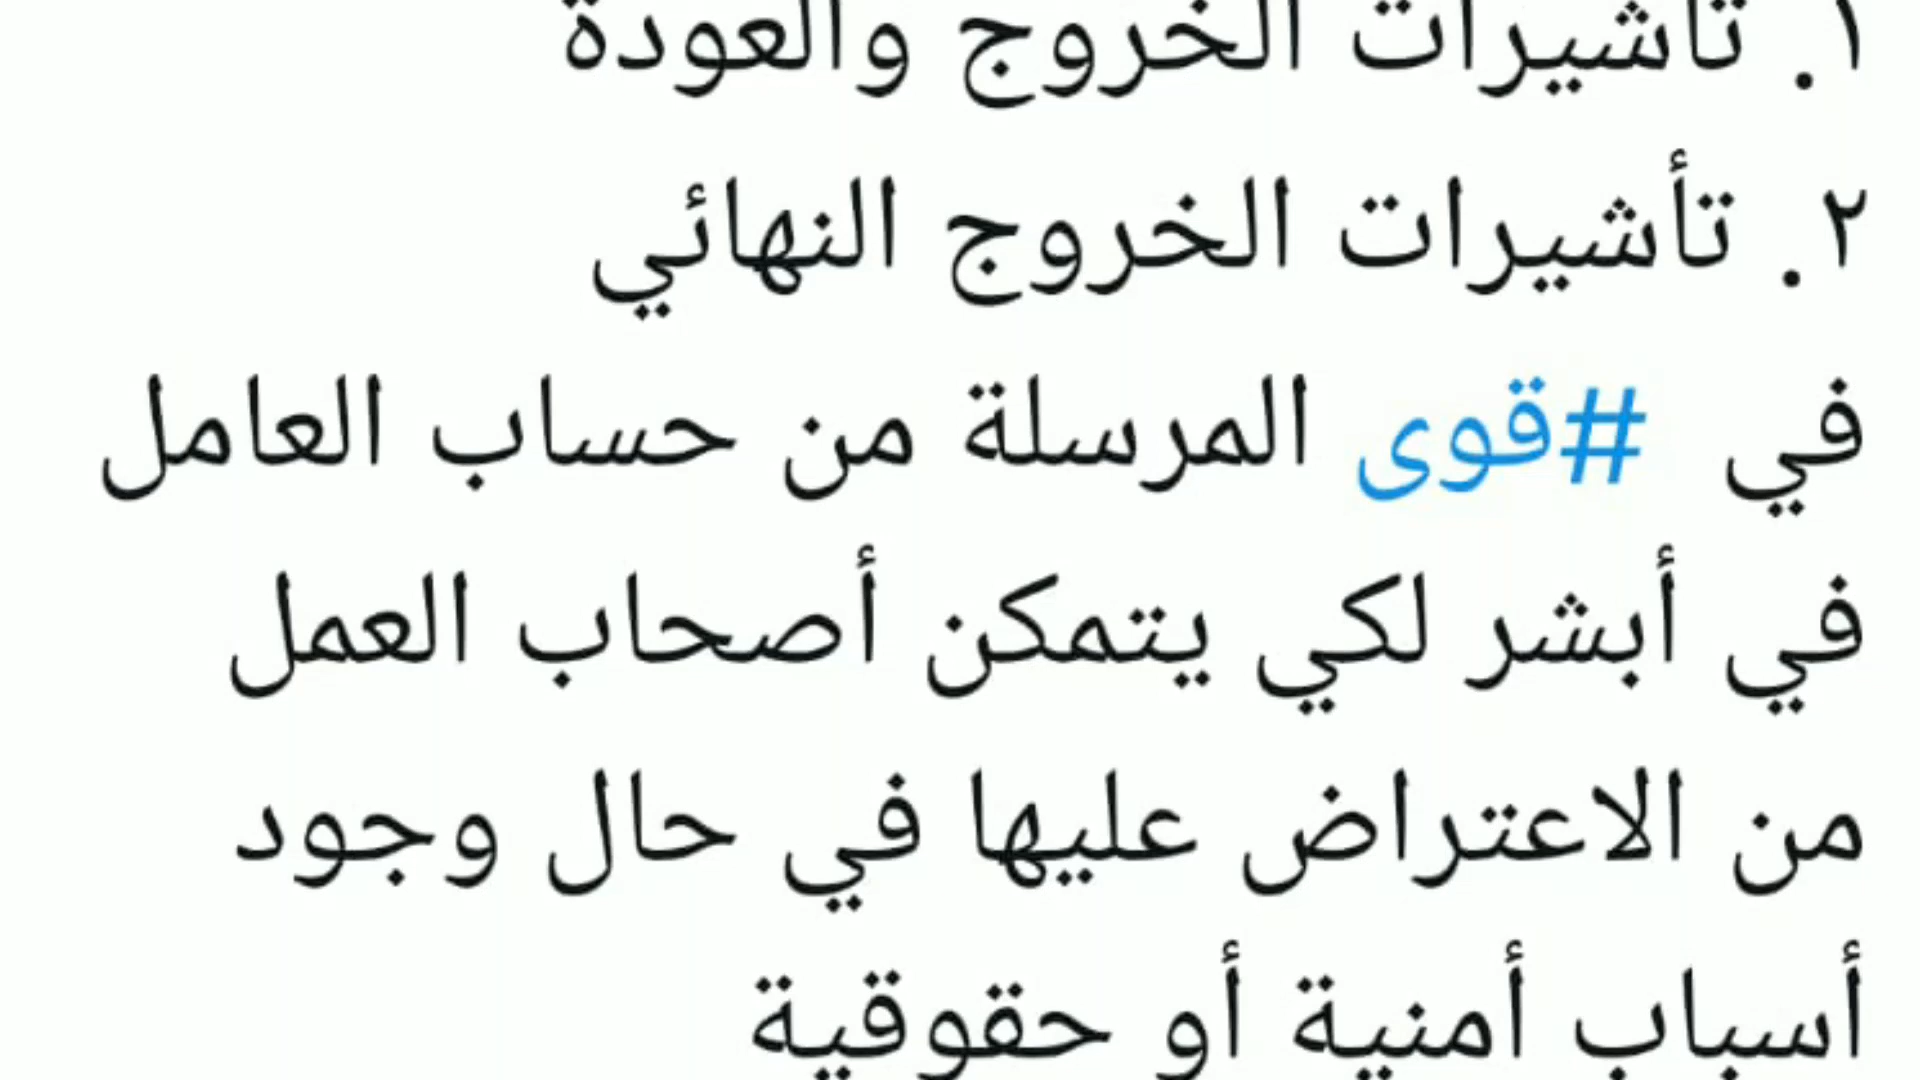 ١. تأشيرات الخروج والعودة
٢. تأشيرات الخروج النهائي
في #قوى المرسلة من حساب العامل
في أبشر لكي يتمكن أصحاب العمل
من الاعتراض عليها في حال وجود
أسباب أمنية أو حقوقية